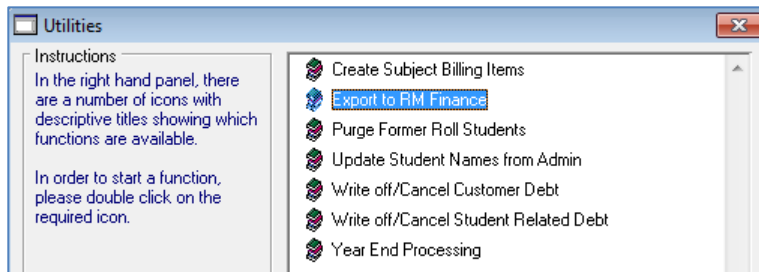 Utilities
Instructions
In the right hand panel, there
are a number of icons with
descriptive titles showing which
functions are available.
In order to start a function,
please double click on the
required icon.
Create Subject Billing Items
Export to RM Finance
Purge Former Roll Students
Update Student Names from Admin
Write off/Cancel Customer Debt
Write off/Cancel Student Related Debt
Year End Processing